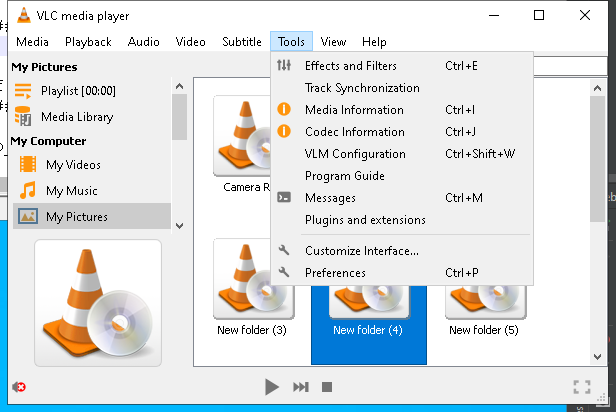 VLC media player
Media Playback Audio Video Subtitle Tools View Help
My Pictures
Playlist [00:00]
Media Library
My Computer
My Videos
My Music
My Pictures
Effects and Filters Ctrl+E
Track Synchronization
Media Information Ctrl+I
Codec Information Ctrl+J
VLM Configuration Ctrl+Shift+W
Program Guide
Messages Ctrl+M
Plugins and extensions
Customize Interface...
Preferences Ctrl+P
Camera R
New folder (3) New folder (4) New folder (5)